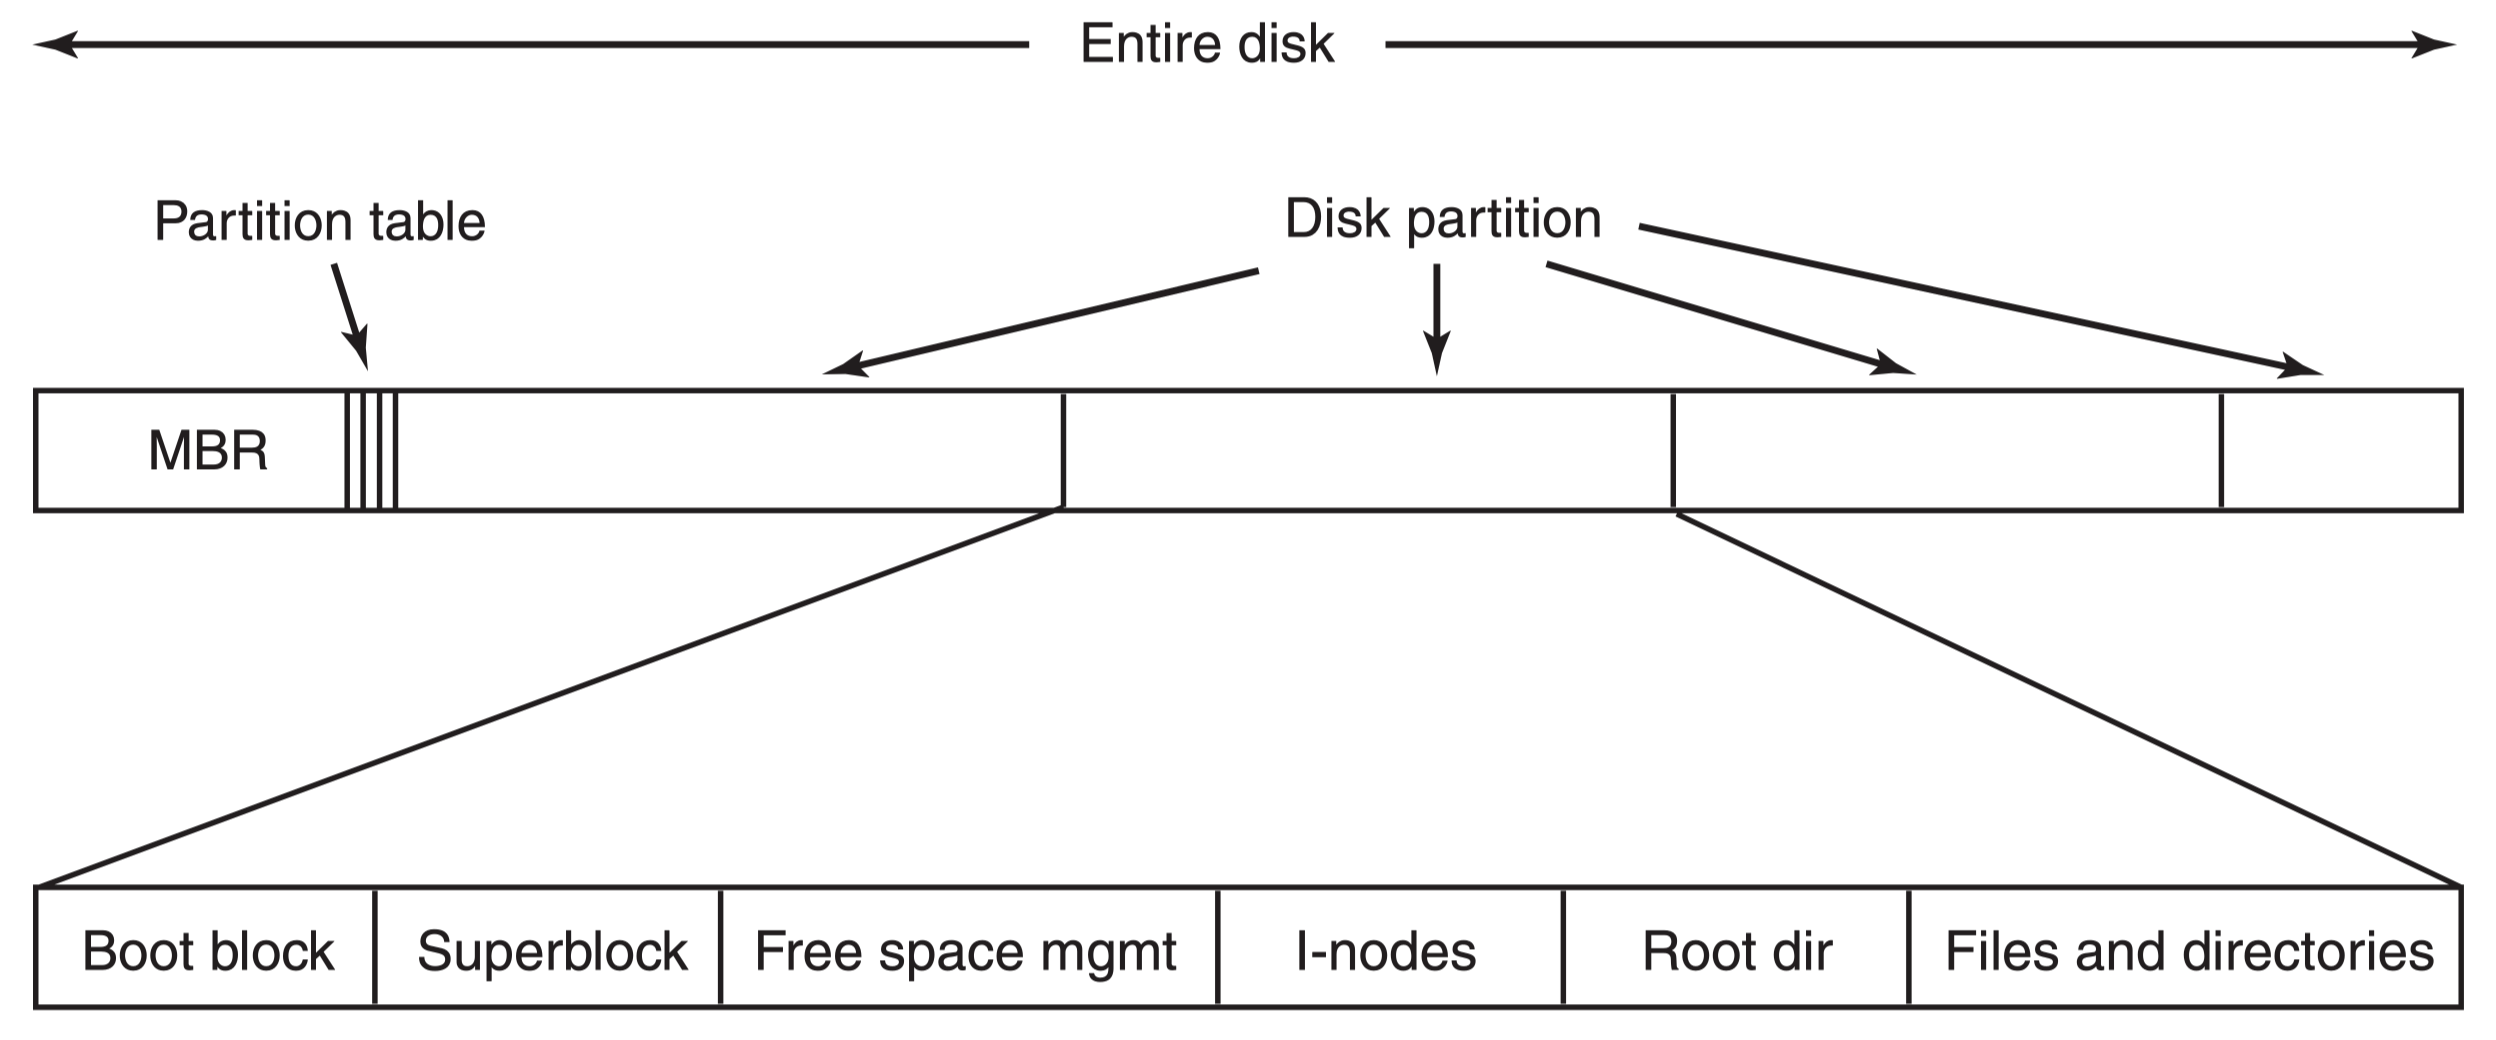 Entire disk
Partition table
Disk partition
MBR
Boot block
Superblock
Free space mgmt
I-nodes
Root dir
Files and directories